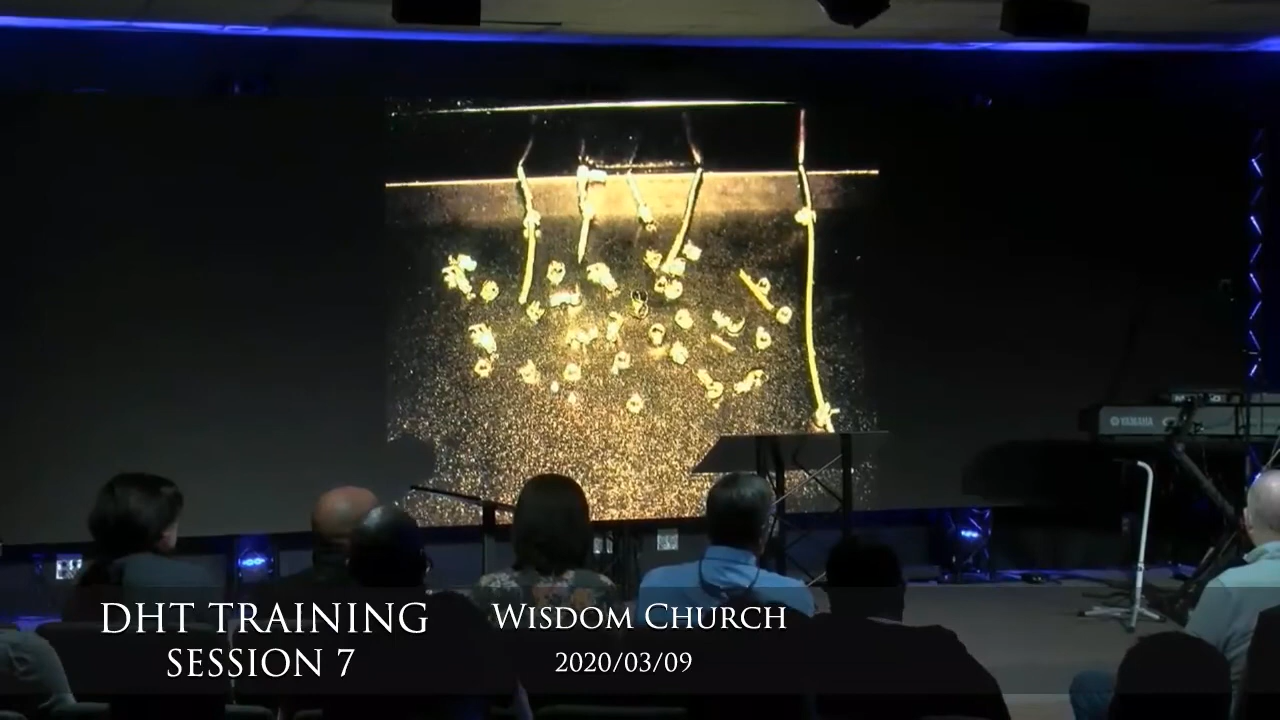 YAMAHA
DHT TRAINING
SESSION 7
WISDOM CHURCH
2020/03/09